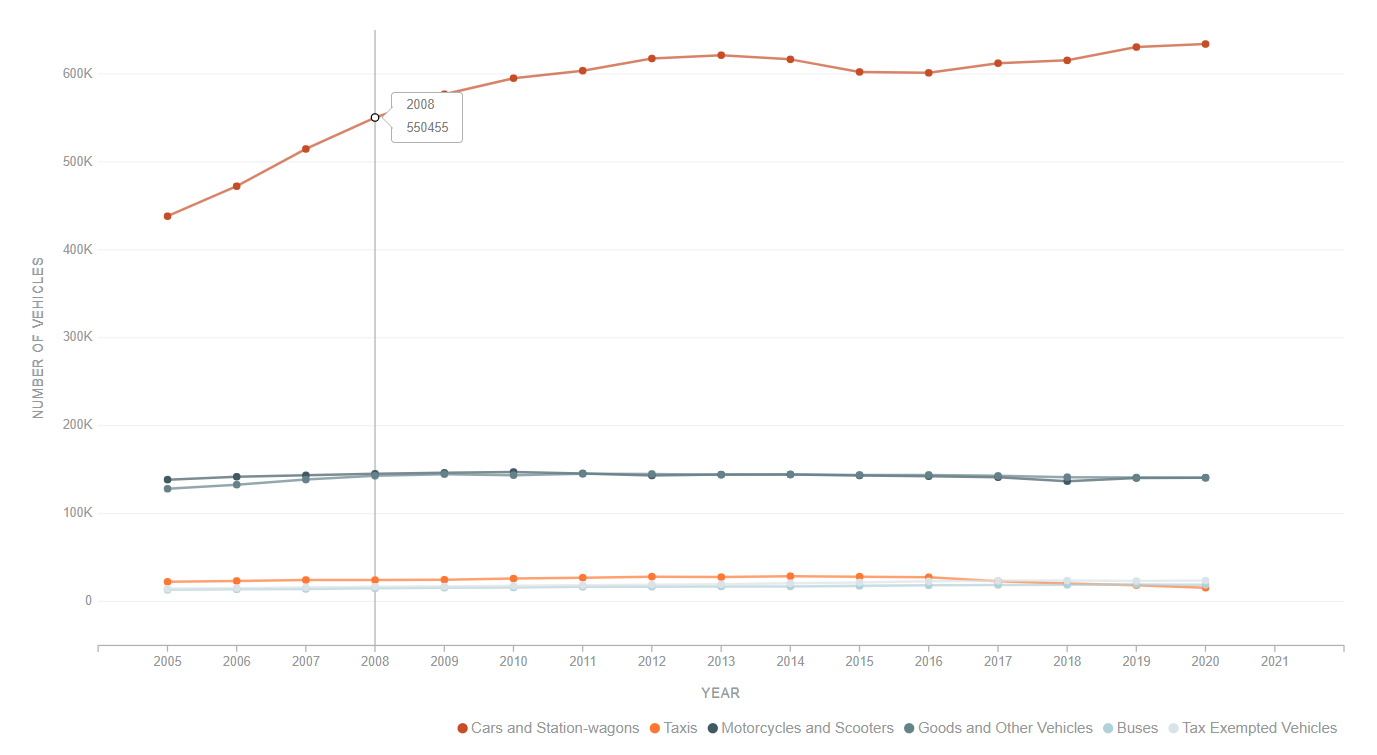 600K
500K
400K
300K
200K
100K
0
NUMBER OF VEHICLES
2008
550455
2005 2006 2007 2008 2009 2010 2011 2012 2013 2014 2015 2016 2017 2018 2019 2020 2021
YEAR
Cars and Station-wagons Taxis Motorcycles and Scooters Goods and Other Vehicles Buses Tax Exempted Vehicles